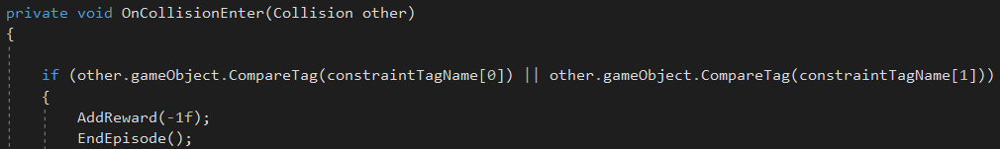 private void OnCollisionEnter(Collision other)
{
if (other.gameObject.CompareTag(constraintTagName[0]) || other.gameObject.CompareTag(constraintTagName[1]))
{
AddReward(-1f);
EndEpisode();